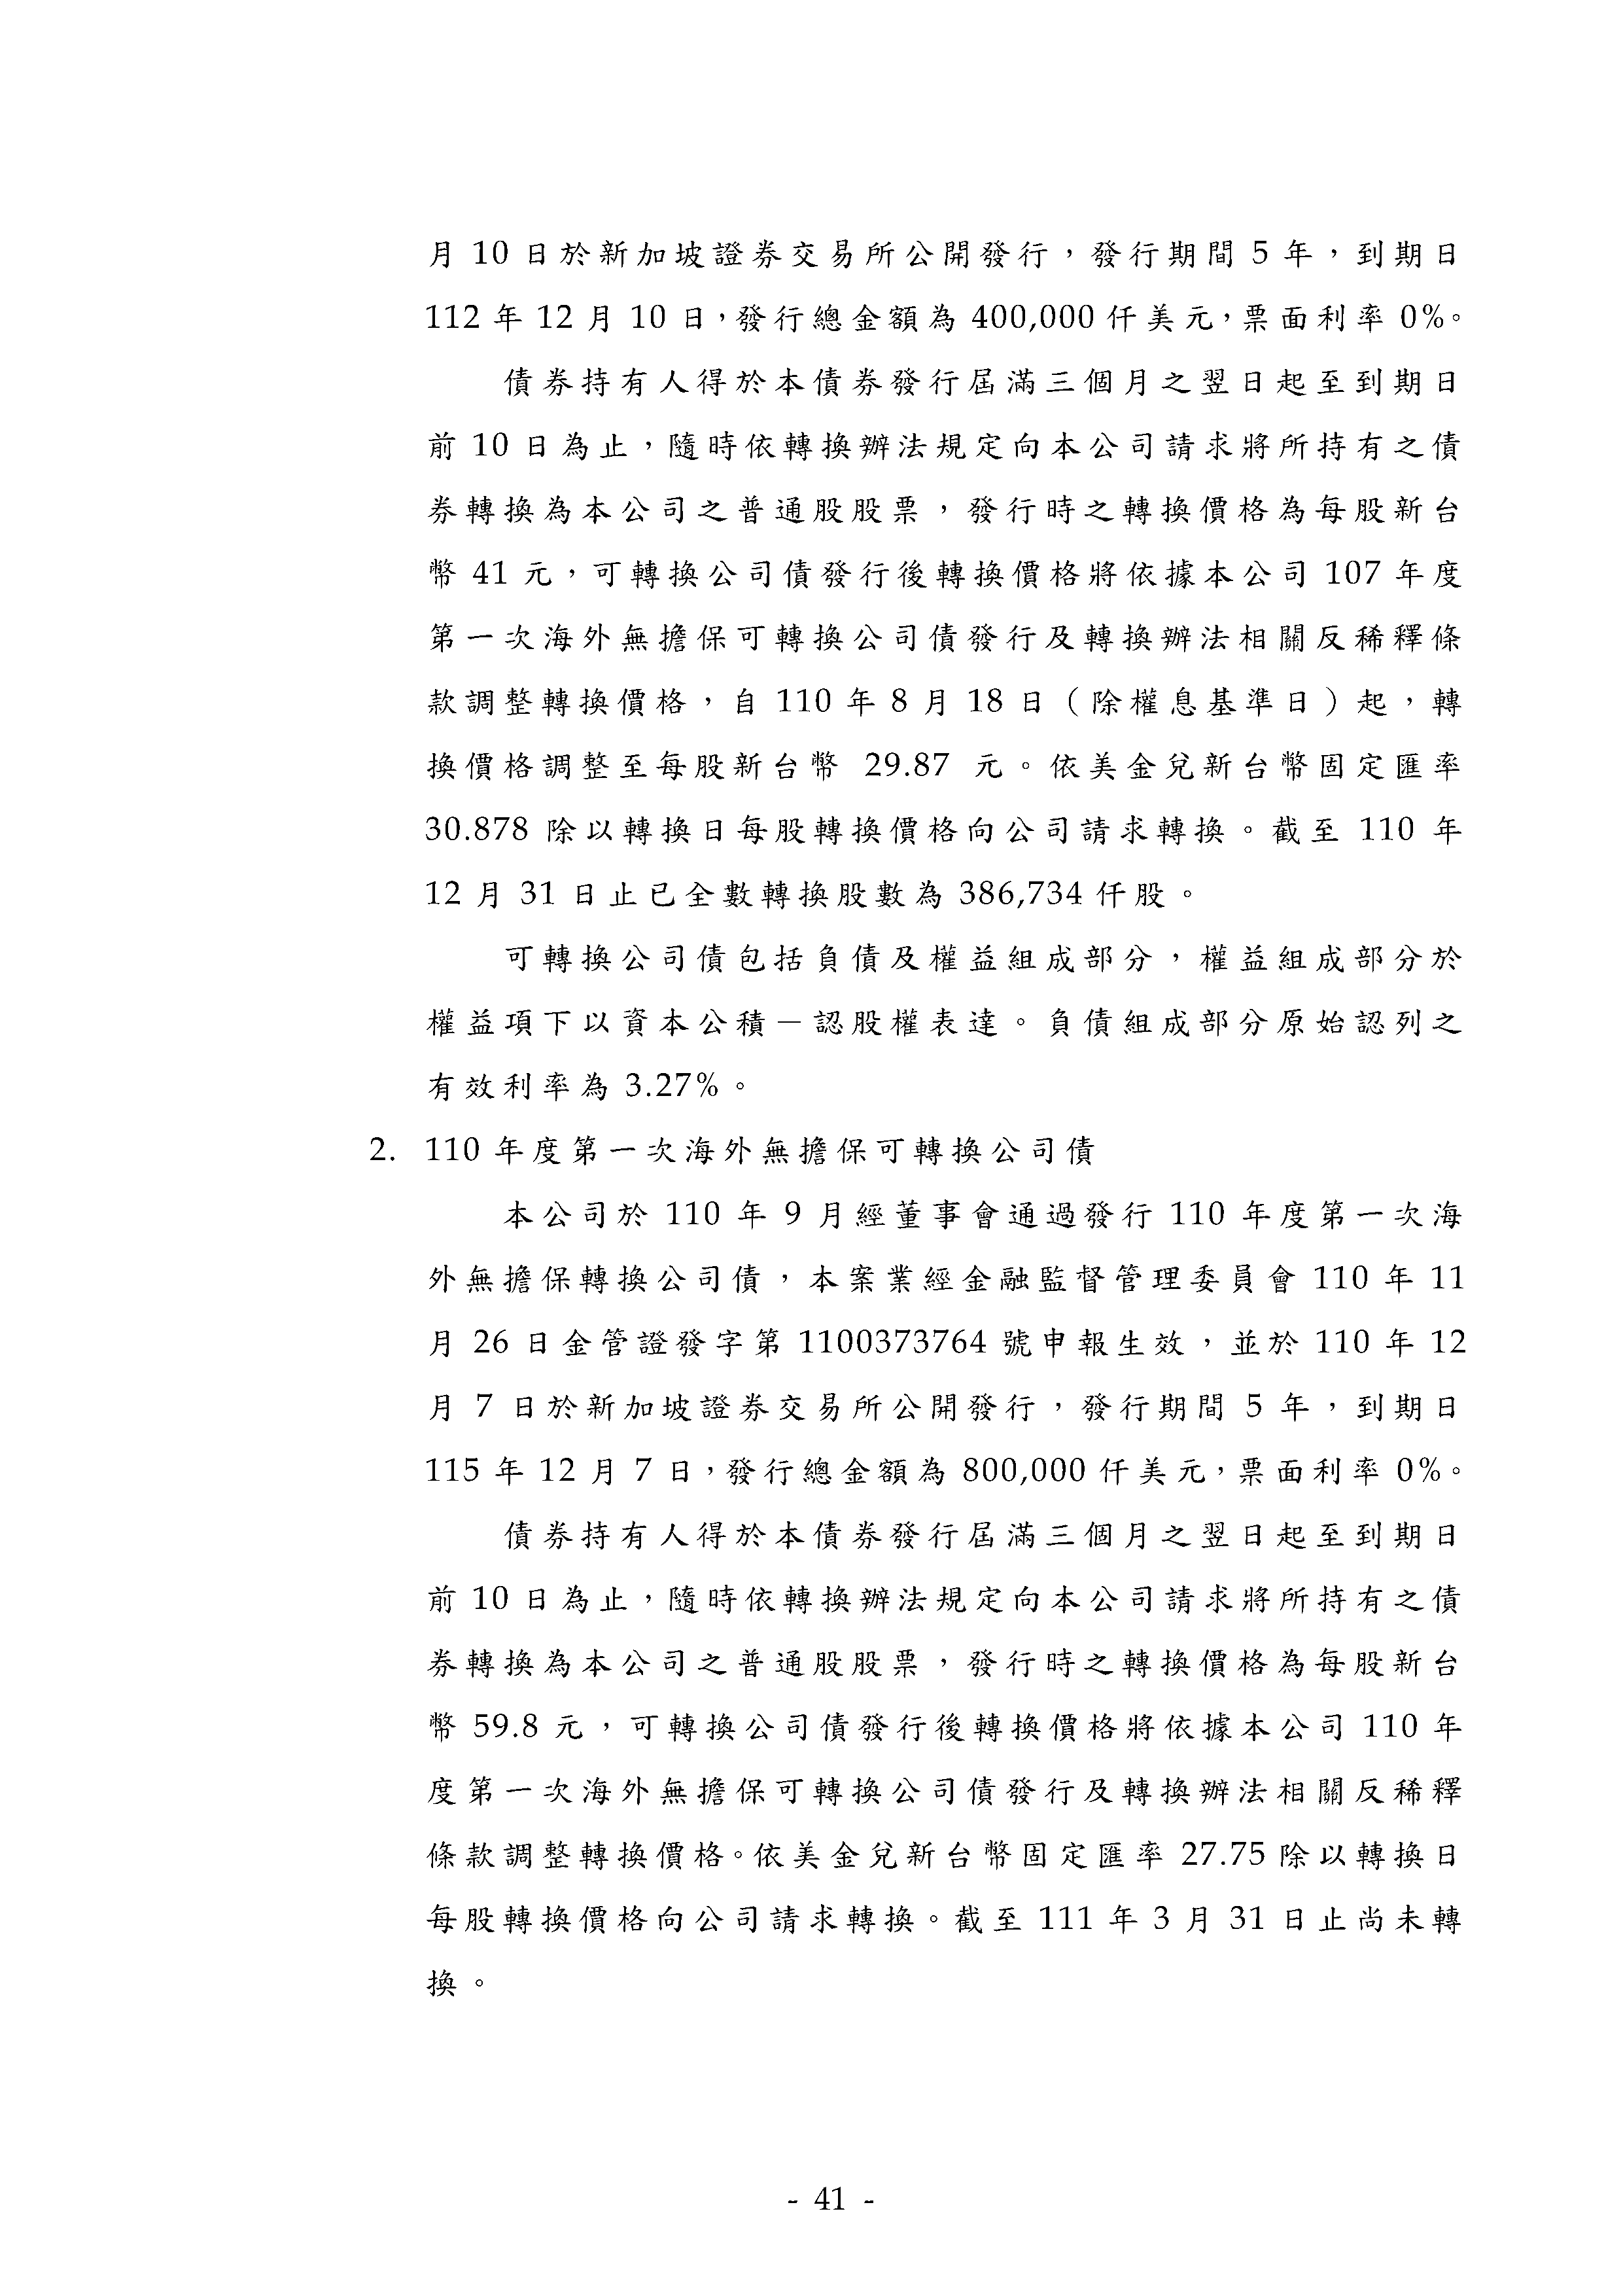 月 10 日於新加坡證券交易所公開發行，發行期間 5 年，到期日
112 年 12 月 10 日，發行總金額為 400,000 仟美元，票面利率 0%。
債券持有人得於本債券發行屆滿三個月之翌日起至到期日
前 10 日為止，隨時依轉換辦法規定向本公司請求將所持有之債
券轉換為本公司之普通股股票，發行時之轉換價格為每股新台
幣 41 元，可轉換公司債發行後轉換價格將依據本公司 107 年度
第一次海外無擔保可轉換公司債發行及轉換辦法相關反稀釋條
款調整轉換價格，自 110 年 8 月 18 日（除權息基準日）起，轉
換價格調整至每股新台幣 29.87 元。依美金兌新台幣固定匯率
30.878 除以轉換日每股轉換價格向公司請求轉換。截至 110 年
12 月 31 日止已全數轉換股數為 386,734 仟股。
可轉換公司債包括負債及權益組成部分，權益組成部分於
權益項下以資本公積－認股權表達。負債組成部分原始認列之
有效利率為 3.27%。
2. 110 年度第一次海外無擔保可轉換公司債
本公司於 110 年 9 月經董事會通過發行 110 年度第一次海
外無擔保轉換公司債，本案業經金融監督管理委員會 110 年 11
月 26 日金管證發字第 1100373764 號申報生效，並於 110 年 12
月 7 日於新加坡證券交易所公開發行，發行期間 5 年，到期日
115 年 12 月 7 日，發行總金額為 800,000 仟美元，票面利率 0%。
債券持有人得於本債券發行屆滿三個月之翌日起至到期日
前 10 日為止，隨時依轉換辦法規定向本公司請求將所持有之債
券轉換為本公司之普通股股票，發行時之轉換價格為每股新台
幣 59.8 元，可轉換公司債發行後轉換價格將依據本公司 110 年
度第一次海外無擔保可轉換公司債發行及轉換辦法相關反稀釋
條款調整轉換價格。依美金兌新台幣固定匯率 27.75 除以轉換日
每股轉換價格向公司請求轉換。截至 111 年 3 月 31 日止尚未轉
換。
- 41 -